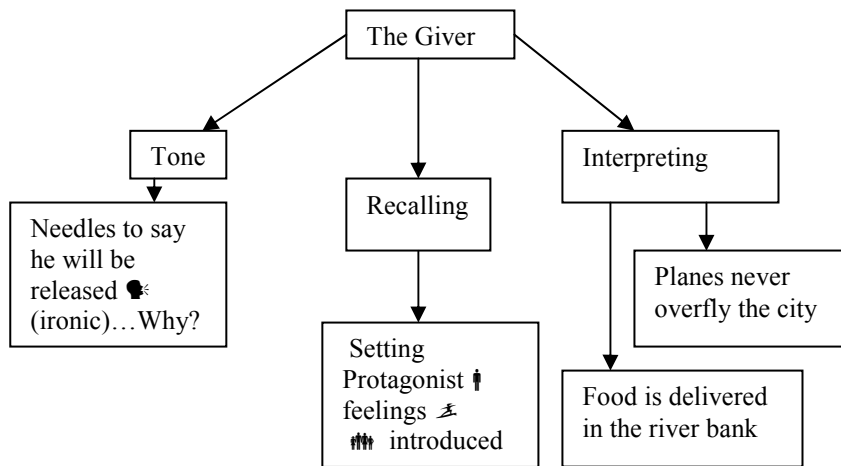 The Giver
Tone
Needles to say
he will be
released 🗣
(ironic)…Why?
Recalling
Setting
Protagonist
feelings
introduced
Interpreting
Planes never
overfly the city
Food is delivered
in the river bank